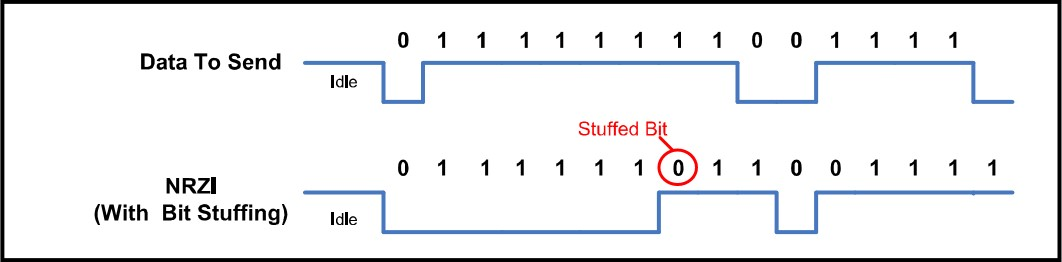 0 1 1 1 1 1 1 1 1 0 0 1 1 1 1
Data To Send
Idle
Stuffed Bit
0 1 1 1 1 1 1 0 1 1 0 0 1 1 1 1
NRZI
(With Bit Stuffing)
Idle